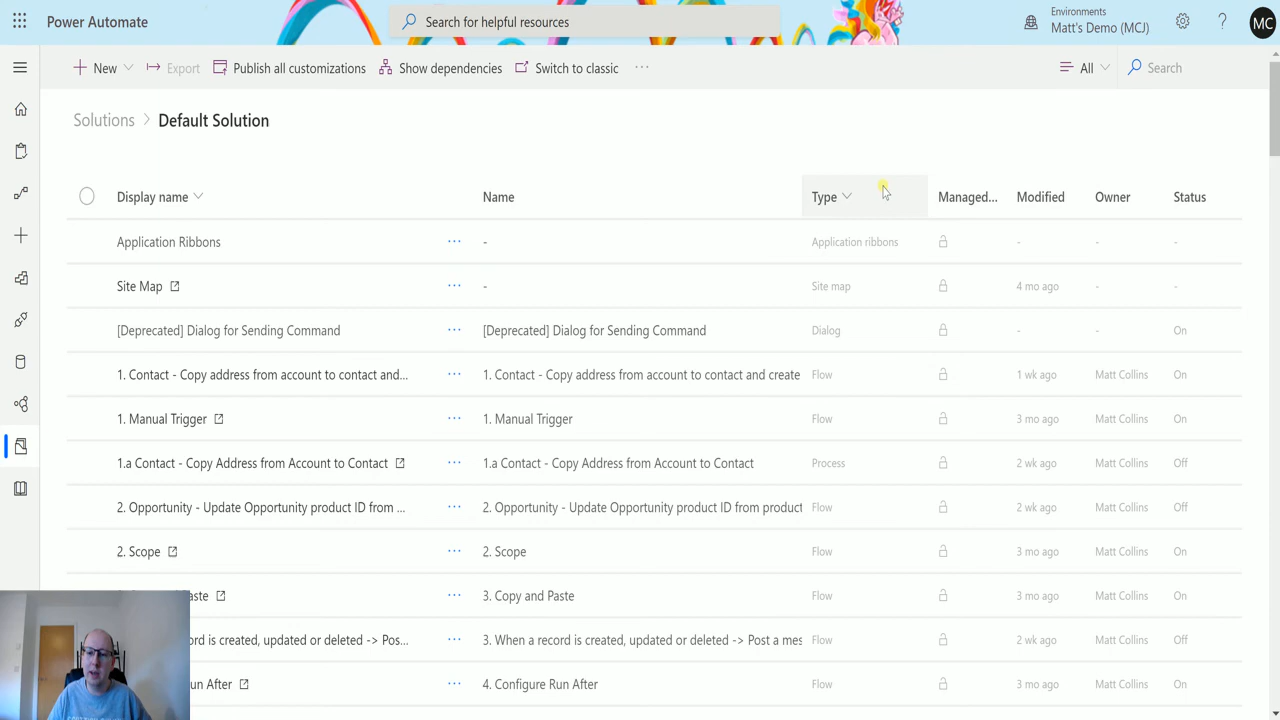 Power Automate
Search for helpful resources
Environments
Matt's Demo (MCJ)
MC
New
Export
Publish all customizations
Show dependencies
Switch to classic
All
Search
Solutions > Default Solution
Display name Name Type Managed... Modified Owner Status
Application Ribbons ... - Application ribbons - - -
Site Map ... - Site map 4 mo ago - -
[Deprecated] Dialog for Sending Command ... [Deprecated] Dialog for Sending Command Dialog - - On
1. Contact - Copy address from account to contact and... ... 1. Contact - Copy address from account to contact and create Flow 1 wk ago Matt Collins On
1. Manual Trigger ... 1. Manual Trigger Flow 3 mo ago Matt Collins On
1.a Contact - Copy Address from Account to Contact ... 1.a Contact - Copy Address from Account to Contact Process 2 wk ago Matt Collins Off
2. Opportunity - Update Opportunity product ID from ... ... 2. Opportunity - Update Opportunity product ID from product Flow 2 wk ago Matt Collins Off
2. Scope ... 2. Scope Flow 3 mo ago Matt Collins On
aste ... 3. Copy and Paste Flow 3 mo ago Matt Collins On
ord is created, updated or deleted -> Pos... ... 3. When a record is created, updated or deleted -> Post a mes Flow 2 wk ago Matt Collins Off
un After ... 4. Configure Run After Flow 3 mo ago Matt Collins On